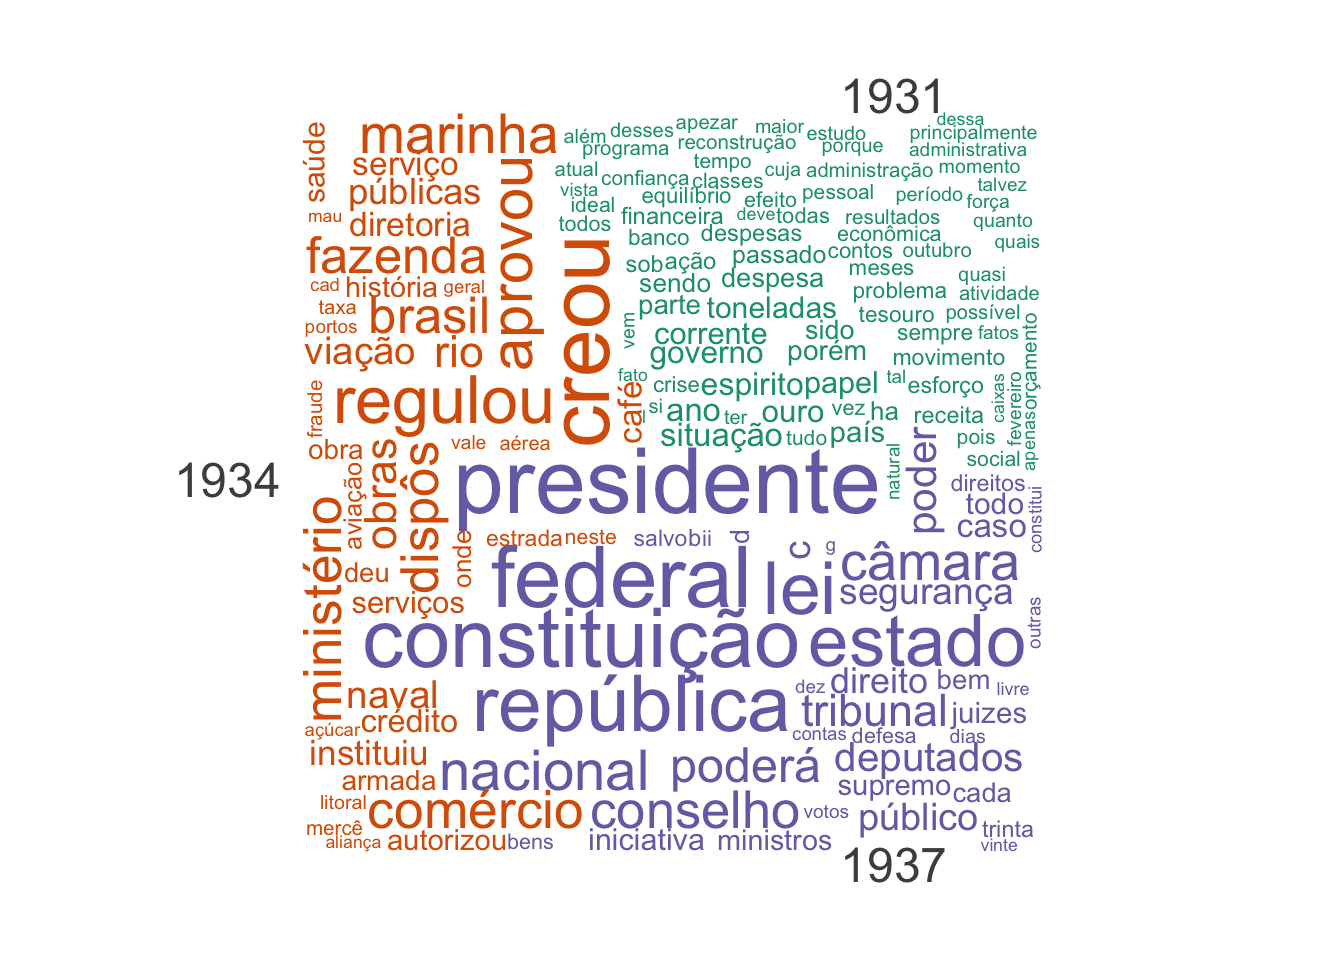 1931
dessa
marinha
saúde
além
desses
apezar
maior
estudo
principalmente
programa
reconstrução
porque
administrativa
serviço
aprovou
atual
tempo
cuja
administração
momento
confiança
classes
talvez
públicas
vista
equilíbrio
efeito
pessoal
período
força
ideal
mau
diretoria
todos
financeira
deve
todas
resultados
quanto
creou
banco
despesas
econômica
quais
fazenda
passado
contos
outubro
sob
ação
meses
quasi
cad
história
geral
sendo
despesa
problema
atividade
taxa
brasil
parte
toneladas
tesouro
possível
portos
vem
corrente
sido
sempre
fatos
viação
rio
governo
porém
movimento
orçamento
fato
crise
espirito
papel
tal
esforço
caixas
fevereiro
fraude
regulou
café
l
si
ano
ter
ouro
vez
ha
receita
apenas
situação
tudo
país
pois
obra
vale
aérea
social
1934
aviação
obras
dispôs
presidente
natural
poder
direitos
todo
constitui
caso
ministério
onde
estrada
neste
salvo
bii
d
c
g
câmara
deu
federal
lei
segurança
serviços
outras
constituição
estado
naval
república
dez
direito
bem
livre
açúcar
crédito
tribunal
juizes
contas
defesa
dias
instituiu
armada
nacional
poderá
deputados
supremo
cada
litoral
comércio
conselho
votos
público
mercê
trinta
aliança
autorizou
bens
iniciativa
ministros
vinte
1937